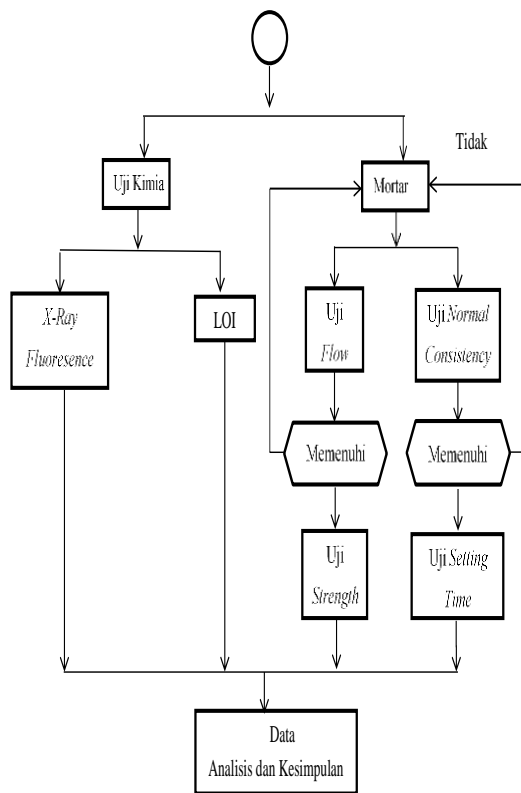 Tidak
Uji Kimia
Mortar
X-Ray
Fluoresence
LOI
Uji
Flow
Uji Normal
Consistency
Memenuhi
Memenuhi
Uji
Strength
Uji Setting
Time
Data
Analisis dan Kesimpulan